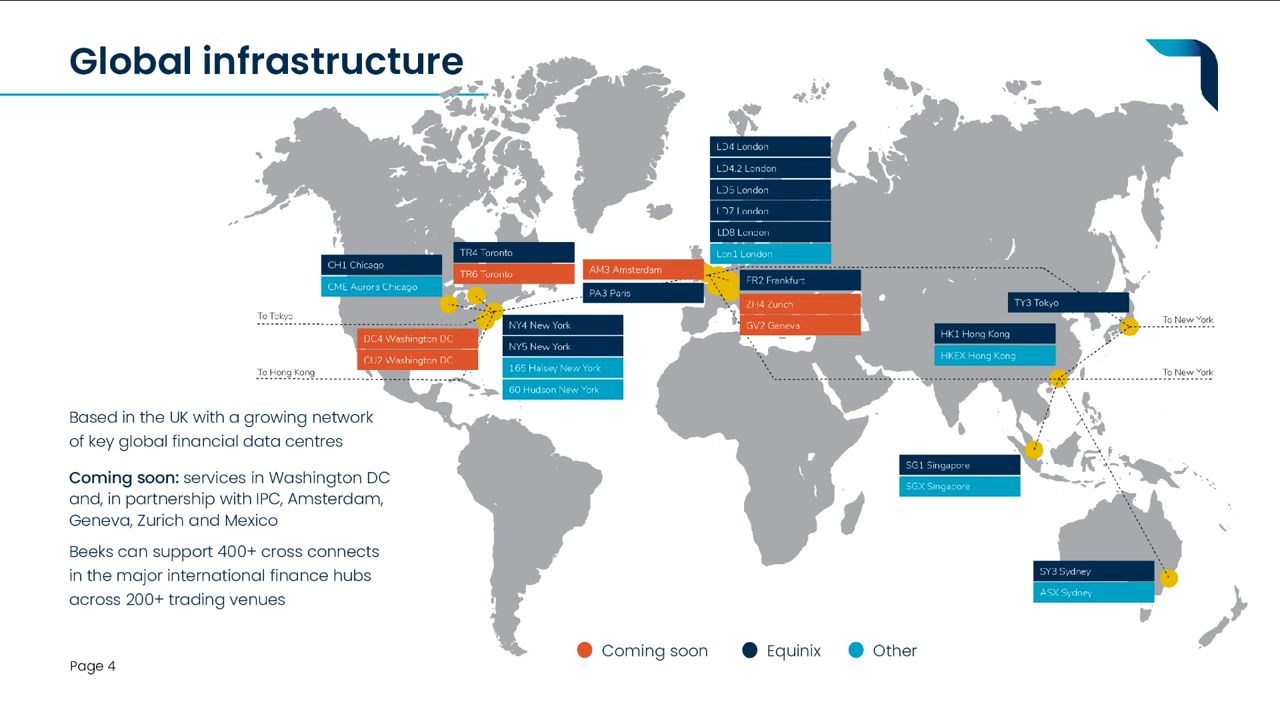 Global infrastructure
LD4 London
LD4.2 London
LD5 London
LD7 London
LD8 London
Lon1 London
TR4 Toronto
TR6 Toronto
CH1 Chicago
CME Aurora Chicago
AM3 Amsterdam
PA3 Paris
FR2 Frankfurt
ZH4 Zurich
GV2 Geneva
TY3 Tokyo
To Tokyo
To New York
NY4 New York
NY5 New York
165 Halsey New York
60 Hudson New York
DC4 Washington DC
CU2 Washington DC
HK1 Hong Kong
HKEX Hong Kong
To Hong Kong
To New York
Based in the UK with a growing network
of key global financial data centres
Coming soon: services in Washington DC
and, in partnership with IPC, Amsterdam,
Geneva, Zurich and Mexico
Beeks can support 400+ cross connects
in the major international finance hubs
across 200+ trading venues
SG1 Singapore
SGX Singapore
SY3 Sydney
ASX Sydney
Coming soon
Equinix
Other
Page 4